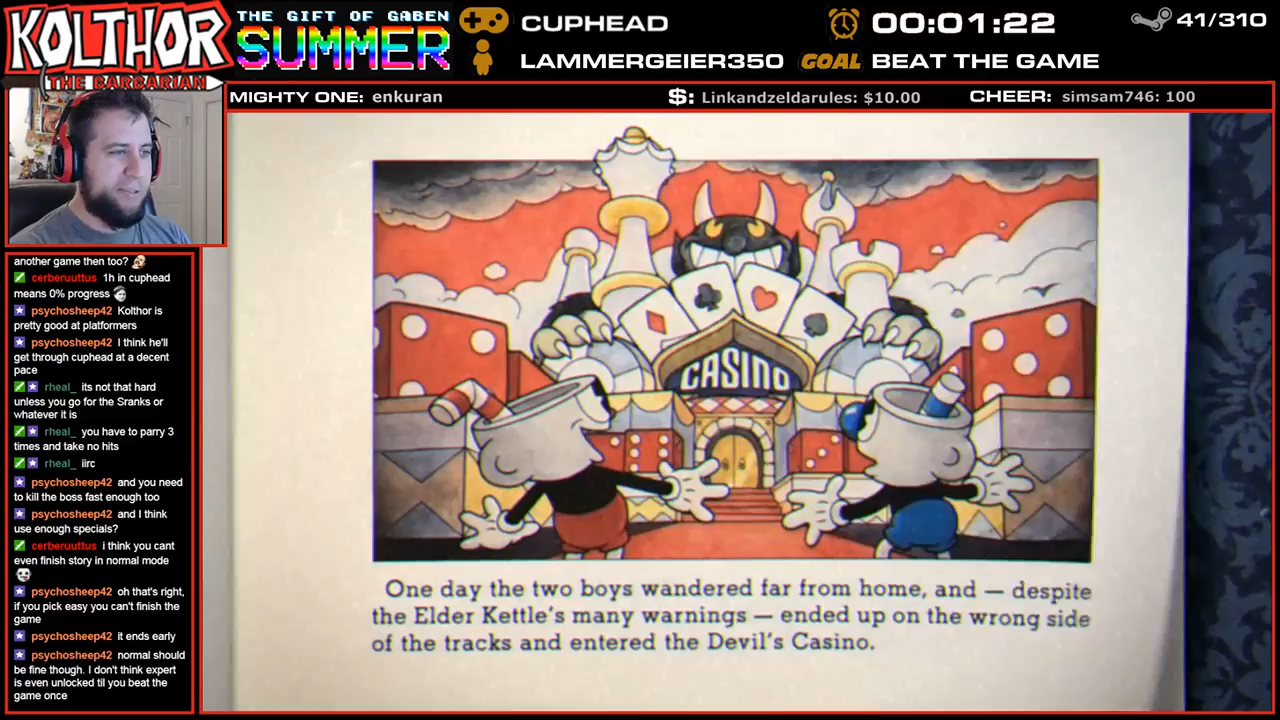 KOLTHOR
THE BARBARIAN
THE GIFT OF GABEN
SUMMER
CUPHEAD
LAMMERGEIER350
00:01:22
GOAL BEAT THE GAME
41/310
MIGHTY ONE: enkuran
$: Linkandzeldarules: $10.00
CHEER: simsam746: 100
another game then too?
cerberuuttus 1h in cuphead
means 0% progress
psychosheep42 Kolthor is
pretty good at platformers
psychosheep42 I think he'll
get through cuphead at a decent
pace
rheal_ its not that hard
unless you go for the Sranks or
whatever it is
rheal_ you have to parry 3
times and take no hits
rheal_ iirc
psychosheep42 and you need
to kill the boss fast enough too
psychosheep42 and I think
use enough specials?
cerberuuttus i think you cant
even finish story in normal mode
psychosheep42 oh that's right,
if you pick easy you can't finish the
game
psychosheep42 it ends early
psychosheep42 normal should
be fine though. I don't think expert
is even unlocked til you beat the
game once
CASINO
One day the two boys wandered far from home, and — despite
the Elder Kettle's many warnings — ended up on the wrong side
of the tracks and entered the Devil's Casino.